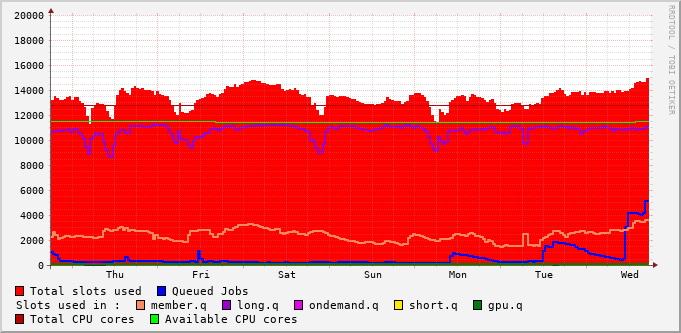 RRDTOOL / TOBI OETIKER
20000
18000
16000
14000
12000
10000
8000
6000
4000
2000
0
Thu Fri Sat Sun Mon Tue Wed
Total slots used Queued Jobs
Slots used in : member.q long.q ondemand.q short.q gpu.q
Total CPU cores Available CPU cores